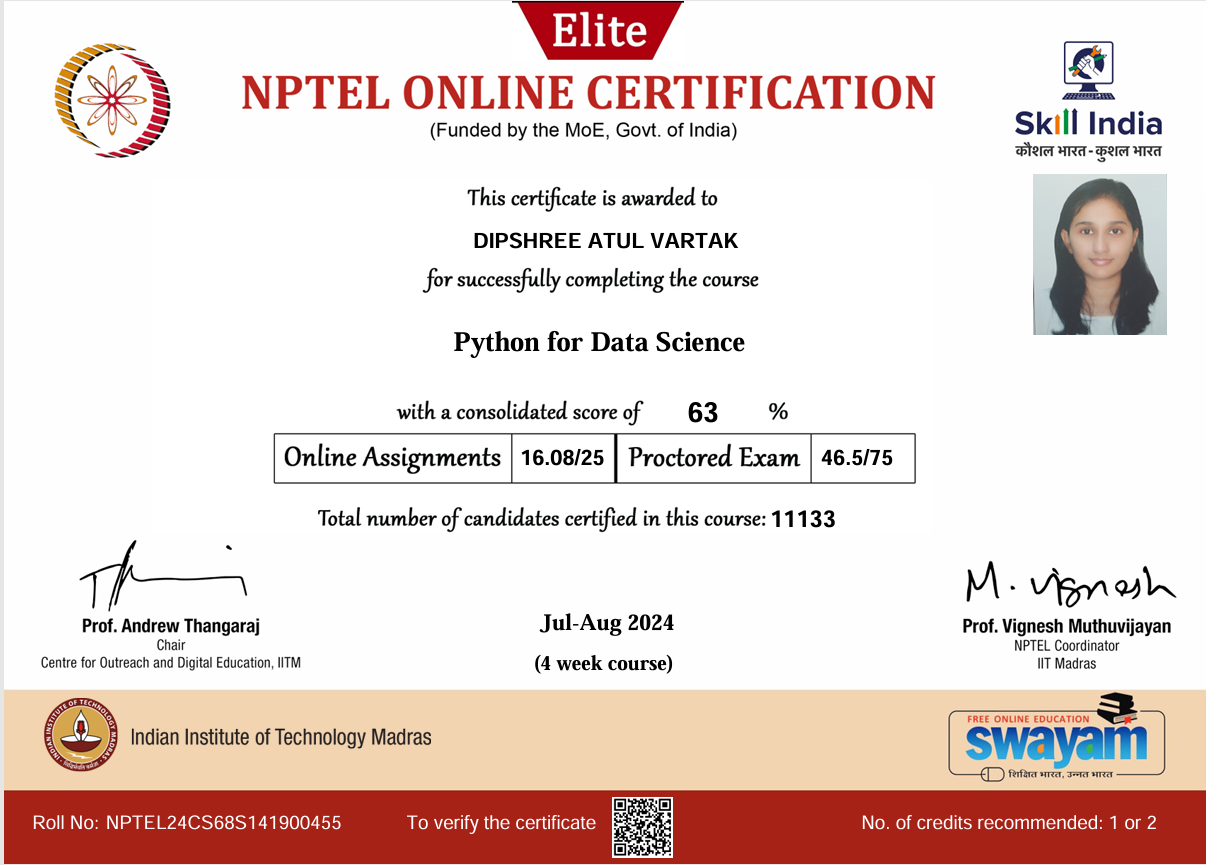 Elite
NPTEL ONLINE CERTIFICATION
(Funded by the MoE, Govt. of India)
Skill India
कौशल भारत - कुशल भारत
This certificate is awarded to
DIPSHREE ATUL VARTAK
for successfully completing the course
Python for Data Science
with a consolidated score of 63 %
Online Assignments 16.08/25 Proctored Exam 46.5/75
Total number of candidates certified in this course: 11133
M. Vignesh
Prof. Andrew Thangaraj
Chair
Centre for Outreach and Digital Education, IITM
Jul-Aug 2024
(4 week course)
Prof. Vignesh Muthuvijayan
NPTEL Coordinator
IIT Madras
INDIAN INSTITUTE OF TECHNOLOGY MADRAS
Indian Institute of Technology Madras
FREE ONLINE EDUCATION
swayam
शिक्षित भारत, उन्नत भारत
Roll No: NPTEL24CS68S141900455
To verify the certificate
No. of credits recommended: 1 or 2